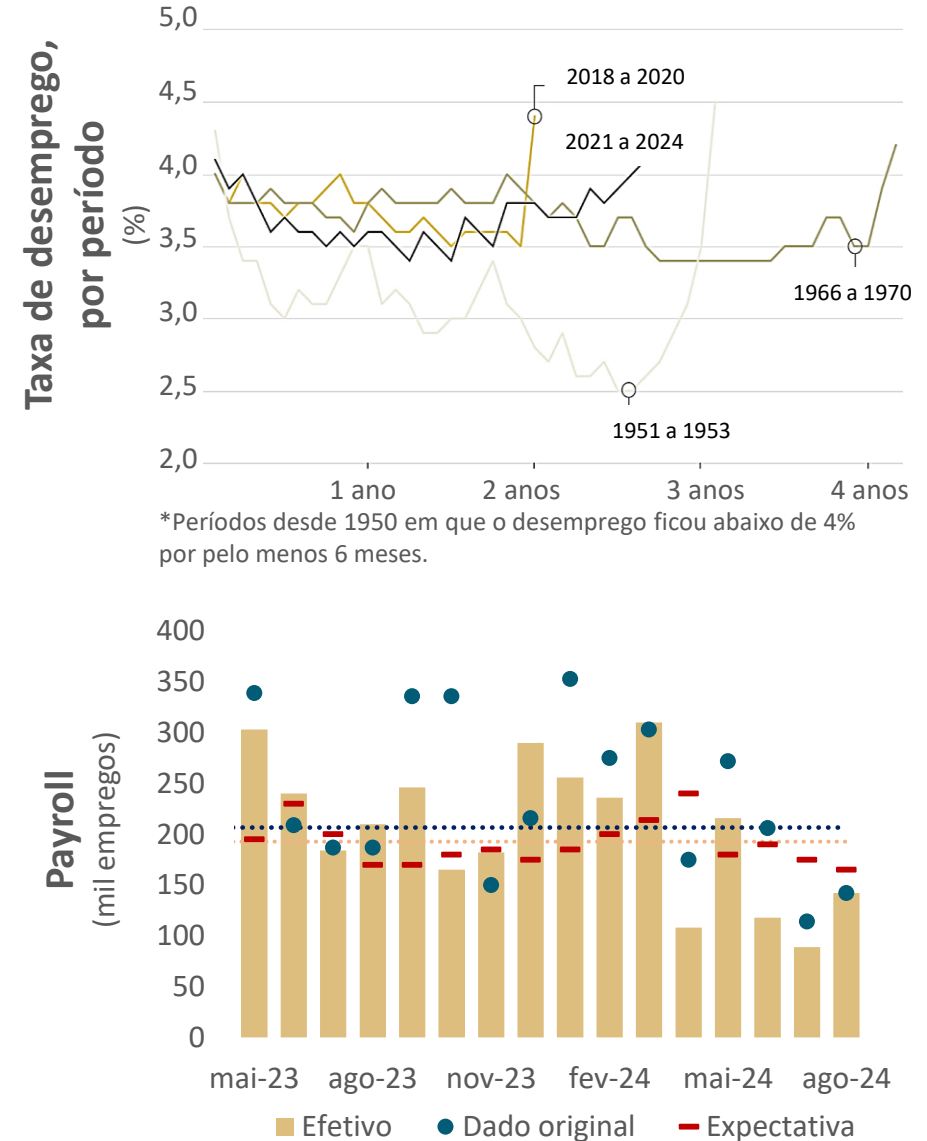 Taxa de desemprego,
por período
(%)
5,0
4,5
4,0
3,5
3,0
2,5
2,0
2018 a 2020
2021 a 2024
1966 a 1970
1951 a 1953
1 ano
2 anos
3 anos
4 anos
*Períodos desde 1950 em que o desemprego ficou abaixo de 4%
por pelo menos 6 meses.
Payroll
(mil empregos)
400
350
300
250
200
150
100
50
0
mai-23
ago-23
nov-23
fev-24
mai-24
ago-24
Efetivo
Dado original
Expectativa